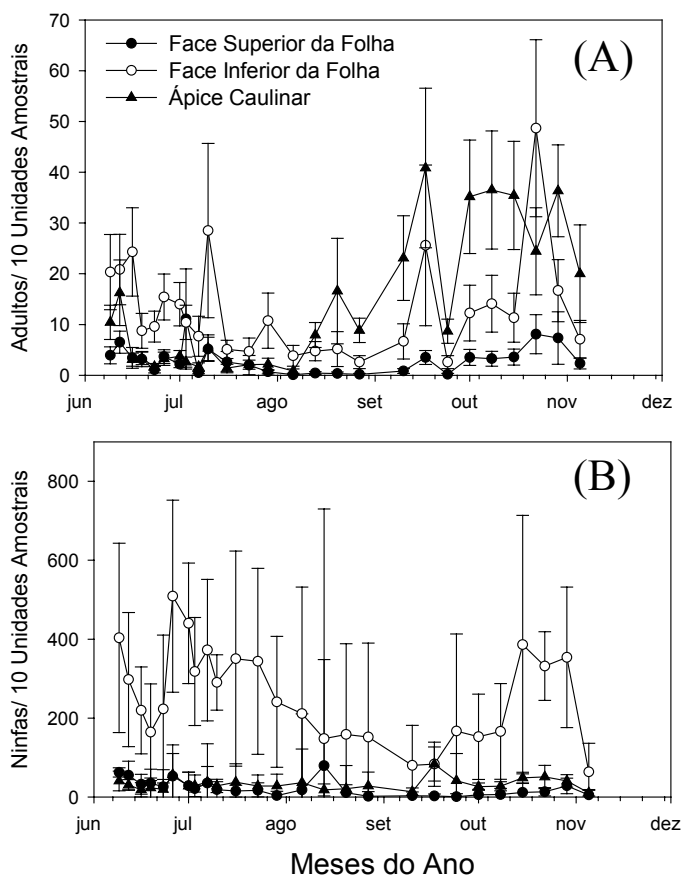 70
60
50
40
30
20
10
0
Adultos/ 10 Unidades Amostrais
Face Superior da Folha
Face Inferior da Folha
Ápice Caulinar
(A)
jun jul ago set out nov dez
800
600
400
200
0
Ninfas/ 10 Unidades Amostrais
(B)
jun jul ago set out nov dez
Meses do Ano